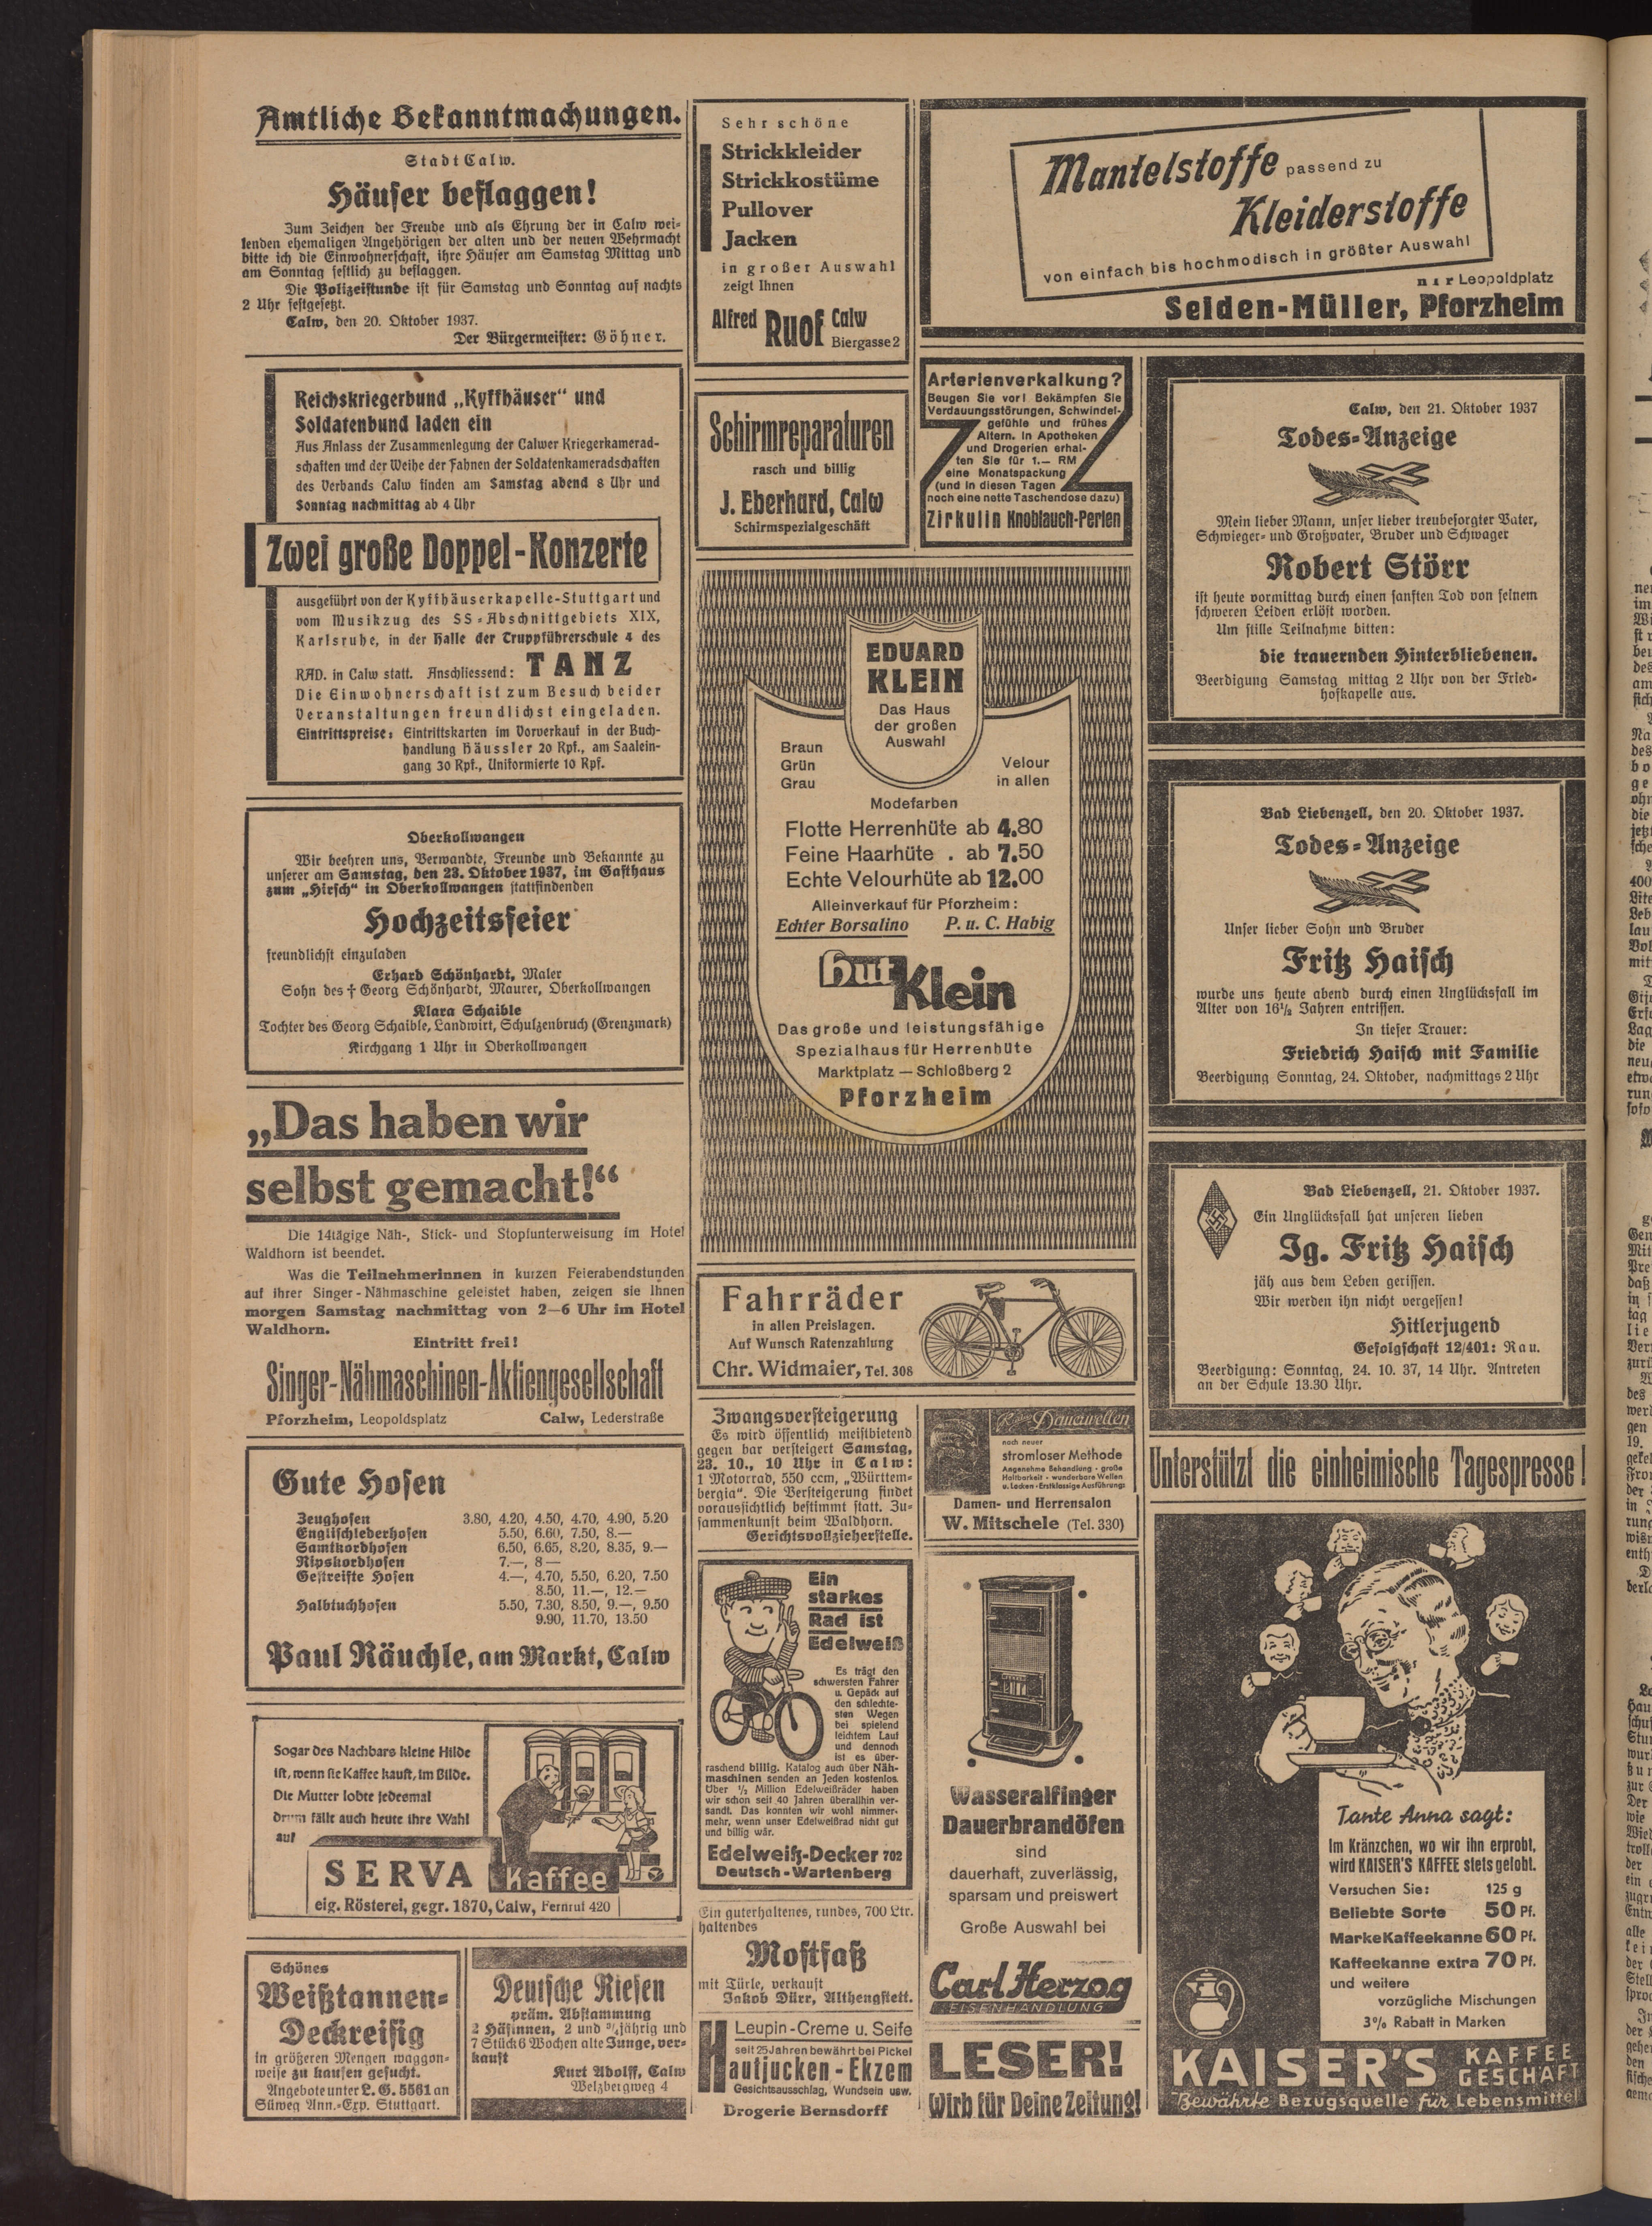 Amtliche Bekanntmachungen.
Stadt Calw.
Häuser beflaggen!
Zum Zeichen der Freude und als Ehrung der in Calw wei-
lenden ehemaligen Angehörigen der alten und der neuen Wehrmacht
bitte ich die Einwohnerschaft, ihre Häuser am Samstag Mittag und
am Sonntag festlich zu beflaggen.
Die Polizeistunde ist für Samstag und Sonntag auf nachts
2 Uhr festgesetzt.
Calw, den 20. Oktober 1937.
Der Bürgermeister: Göhner.
Reichskriegerbund „Kyffhäuser“ und
Soldatenbund laden ein
Aus Anlass der Zusammenlegung der Calwer Kriegerkamerad-
schaften und der Weihe der Fahnen der Soldatenkameradschaften
des Verbands Calw finden am Samstag abend 8 Uhr und
Sonntag nachmittag ab 4 Uhr
Zwei große Doppel-Konzerte
ausgeführt von der Kyffhäuserkapelle-Stuttgart und
vom Musikzug des SS-Abschnittgebiets XIX,
Karlsruhe, in der Halle der Truppführerschule 4 des
RAD. in Calw statt. Anschliessend: TANZ
Die Einwohnerschaft ist zum Besuch beider
Veranstaltungen freundlichst eingeladen.
Eintrittspreise: Eintrittskarten im Vorverkauf in der Buch-
handlung Häussler 20 Rpf., am Saalein-
gang 30 Rpf., Uniformierte 10 Rpf.
Oberkollwangen
Wir beehren uns, Verwandte, Freunde und Bekannte zu
unserer am Samstag, den 23. Oktober 1937, im Gasthaus
zum „Hirsch“ in Oberkollwangen stattfindenden
Hochzeitsfeier
freundlichst einzuladen
Erhard Schönhardt, Maler
Sohn des † Georg Schönhardt, Maurer, Oberkollwangen
Klara Schaible
Tochter des Georg Schaible, Landwirt, Schulzenbruch (Grenzmark)
Kirchgang 1 Uhr in Oberkollwangen
„Das haben wir
selbst gemacht!“
Die 14tägige Näh-, Stick- und Stopfunterweisung im Hotel
Waldhorn ist beendet.
Was die Teilnehmerinnen in kurzen Feierabendstunden
auf ihrer Singer-Nähmaschine geleistet haben, zeigen sie Ihnen
morgen Samstag nachmittag von 2—6 Uhr im Hotel
Waldhorn.
Eintritt frei!
Singer-Nähmaschinen-Aktiengesellschaft
Pforzheim, Leopoldsplatz Calw, Lederstraße
Gute Hosen
Zeughosen 3.80, 4.20, 4.50, 4.70, 4.90, 5.20
Englischlederhosen 5.50, 6.60, 7.50, 8.—
Samtkordhosen 6.50, 6.65, 8.20, 8.35, 9.—
Ripskordhosen 7.—, 8—
Gestreifte Hosen 4.—, 4.70, 5.50, 6.20, 7.50
8.50, 11.—, 12.—
Halbtuchhosen 5.50, 7.30, 8.50, 9.—, 9.50
9.90, 11.70, 13.50
Paul Räuchle, am Markt, Calw
Sogar des Nachbars kleine Hilde
ist, wenn sie Kaffee kauft, im Bilde.
Die Mutter lobte jedesmal
drum fällt auch heute ihre Wahl
auf
SERVA Kaffee
eig. Rösterei, gegr. 1870, Calw, Fernruf 420
Schönes
Weißtannen-
Deckreisig
in größeren Mengen waggon-
weise zu kaufen gesucht.
Angebote unter L. G. 5561 an
Süweg Ann.-Exp. Stuttgart.
Deutsche Riesen
präm. Abstammung
2 Häsinnen, 2 und ¾jährig und
7 Stück 6 Wochen alte Junge, ver-
kauft
Kurt Adolff, Calw
Welzbergweg 4
Sehr schöne
Strickkleider
Strickkostüme
Pullover
Jacken
in großer Auswahl
zeigt Ihnen
Alfred Ruof Calw
Biergasse 2
Schirmreparaturen
rasch und billig
J. Eberhard, Calw
Schirmspezialgeschäft
Mantelstoffe passend zu
Kleiderstoffe
von einfach bis hochmodisch in größter Auswahl
nur Leopoldplatz
Seiden-Müller, Pforzheim
Arterienverkalkung?
Beugen Sie vor! Bekämpfen Sie
Verdauungsstörungen, Schwindel-
gefühle und frühes
Altern. In Apotheken
und Drogerien erhal-
ten Sie für 1.— RM
eine Monatspackung
(und in diesen Tagen
noch eine nette Taschendose dazu)
Zirkulin Knoblauch-Perlen
EDUARD
KLEIN
Das Haus
der großen
Auswahl
Braun
Grün
Grau
Velour
in allen
Modefarben
Flotte Herrenhüte ab 4.80
Feine Haarhüte . ab 7.50
Echte Velourhüte ab 12.00
Alleinverkauf für Pforzheim:
Echter Borsalino P. u. C. Habig
hut Klein
Das große und leistungsfähige
Spezialhaus für Herrenhüte
Marktplatz — Schloßberg 2
Pforzheim
Fahrräder
in allen Preislagen.
Auf Wunsch Ratenzahlung
Chr. Widmaier, Tel. 308
Zwangsversteigerung
Es wird öffentlich meistbietend
gegen bar versteigert Samstag,
23. 10., 10 Uhr in Calw:
1 Motorrad, 550 ccm, „Württem-
bergia“. Die Versteigerung findet
voraussichtlich bestimmt statt. Zu-
sammenkunft beim Waldhorn.
Gerichtsvollzieherstelle.
Dauerwellen
nach neuer
stromloser Methode
Angenehme Behandlung · große
Haltbarkeit · wunderbare Wellen
u. Locken · Erstklassige Ausführung
Damen- und Herrensalon
W. Mitschele (Tel. 330)
Ein
starkes
Rad ist
Edelweiß
Es trägt den
schwersten Fahrer
u. Gepäck auf
den schlechte-
sten Wegen
bei spielend
leichtem Lauf
und dennoch
ist es über-
raschend billig. Katalog auch über Näh-
maschinen senden an Jeden kostenlos.
Über ½ Million Edelweißräder haben
wir schon seit 40 Jahren überallhin ver-
sandt. Das konnten wir wohl nimmer-
mehr, wenn unser Edelweißrad nicht gut
und billig wär.
Edelweiß-Decker 702
Deutsch-Wartenberg
Ein guterhaltenes, rundes, 700 Ltr.
haltendes
Mostfaß
mit Türle, verkauft
Jakob Dürr, Althengstett.
Leupin-Creme u. Seife
seit 25 Jahren bewährt bei Pickel
Hautjucken-Ekzem
Gesichtsausschlag, Wundsein usw.
Drogerie Bernsdorff
Wasseralfinger
Dauerbrandöfen
sind
dauerhaft, zuverlässig,
sparsam und preiswert
Große Auswahl bei
Carl Herzog
EISENHANDLUNG
LESER!
Wirb für Deine Zeitung!
Calw, den 21. Oktober 1937
Todes-Anzeige
Mein lieber Mann, unser lieber treubesorgter Vater,
Schwieger- und Großvater, Bruder und Schwager
Robert Störr
ist heute vormittag durch einen sanften Tod von seinem
schweren Leiden erlöst worden.
Um stille Teilnahme bitten:
die trauernden Hinterbliebenen.
Beerdigung Samstag mittag 2 Uhr von der Fried-
hofkapelle aus.
Bad Liebenzell, den 20. Oktober 1937.
Todes-Anzeige
Unser lieber Sohn und Bruder
Fritz Haisch
wurde uns heute abend durch einen Unglücksfall im
Alter von 16½ Jahren entrissen.
In tiefer Trauer:
Friedrich Haisch mit Familie
Beerdigung Sonntag, 24. Oktober, nachmittags 2 Uhr
Bad Liebenzell, 21. Oktober 1937.
Ein Unglücksfall hat unseren lieben
Jg. Fritz Haisch
jäh aus dem Leben gerissen.
Wir werden ihn nicht vergessen!
Hitlerjugend
Gefolgschaft 12/401: Rau.
Beerdigung: Sonntag, 24. 10. 37, 14 Uhr. Antreten
an der Schule 13.30 Uhr.
Unterstützt die einheimische Tagespresse!
Tante Anna sagt:
Im Kränzchen, wo wir ihn erprobt,
wird KAISER'S KAFFEE stets gelobt.
Versuchen Sie: 125 g
Beliebte Sorte 50 Pf.
Marke Kaffeekanne 60 Pf.
Kaffeekanne extra 70 Pf.
und weitere
vorzügliche Mischungen
3% Rabatt in Marken
KAISER'S KAFFEE
GESCHÄFT
Bewährte Bezugsquelle für Lebensmittel